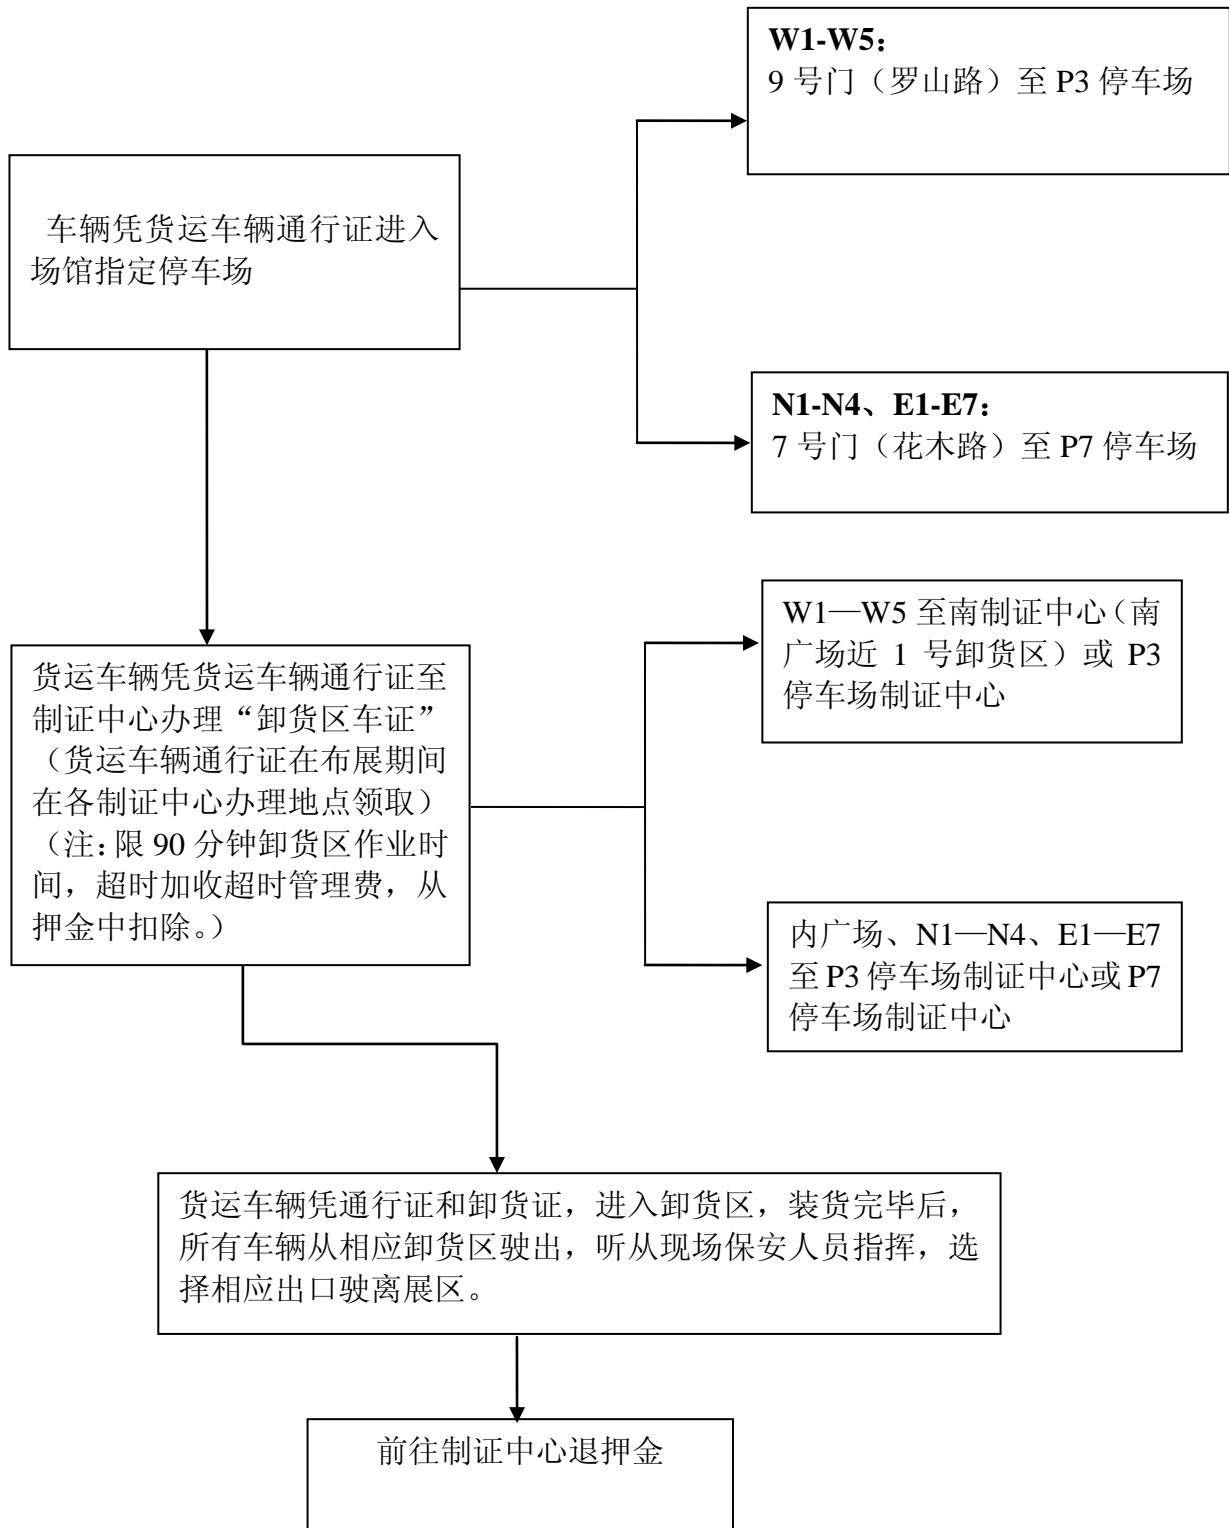 W1-W5：
9 号门（罗山路）至 P3 停车场
车辆凭货运车辆通行证进入
场馆指定停车场
N1-N4、E1-E7：
7 号门（花木路）至 P7 停车场
W1—W5 至南制证中心（南
广场近 1 号卸货区）或 P3
停车场制证中心
货运车辆凭货运车辆通行证至
制证中心办理“卸货区车证”
（货运车辆通行证在布展期间
在各制证中心办理地点领取）
（注：限 90 分钟卸货区作业时
间，超时加收超时管理费，从
押金中扣除。）
内广场、N1—N4、E1—E7
至 P3 停车场制证中心或 P7
停车场制证中心
货运车辆凭通行证和卸货证，进入卸货区，装货完毕后，
所有车辆从相应卸货区驶出，听从现场保安人员指挥，选
择相应出口驶离展区。
前往制证中心退押金